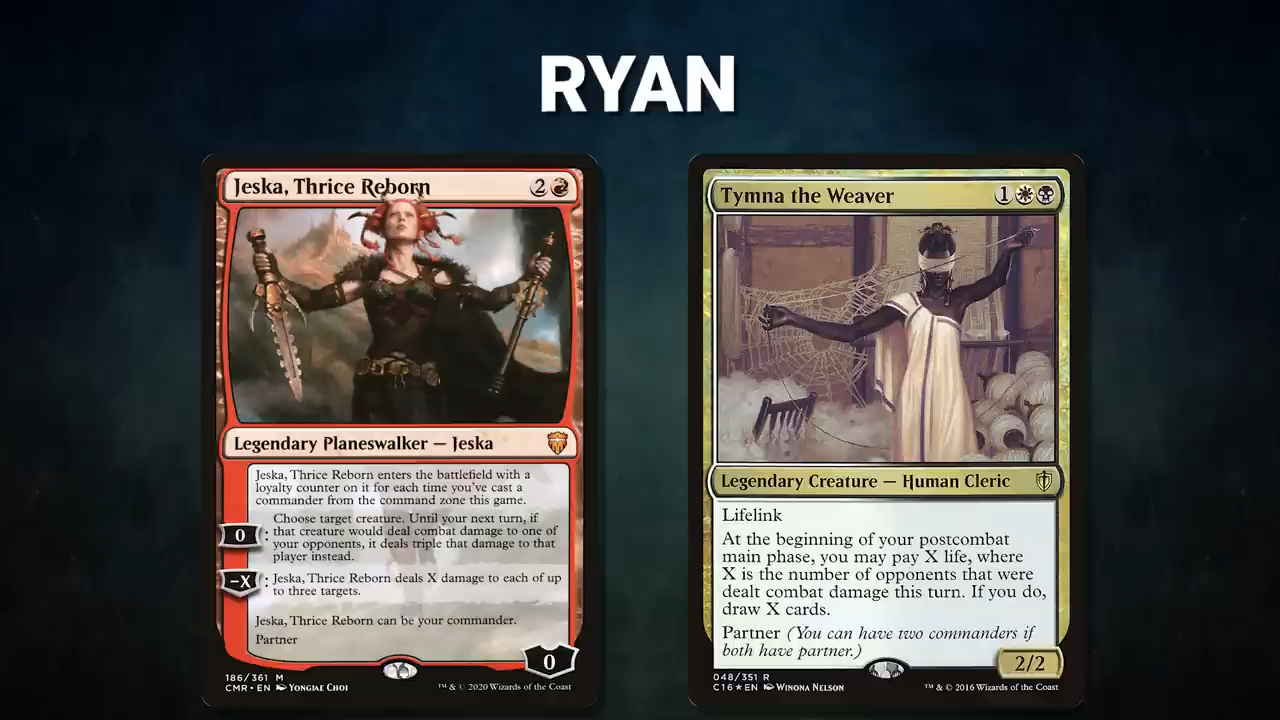 RYAN
Jeska, Thrice Reborn 2
Legendary Planeswalker — Jeska
Jeska, Thrice Reborn enters the battlefield with a
loyalty counter on it for each time you've cast a
commander from the command zone this game.
0 : Choose target creature. Until your next turn, if
that creature would deal combat damage to one of
your opponents, it deals triple that damage to that
player instead.
-X : Jeska, Thrice Reborn deals X damage to each of up
to three targets.
Jeska, Thrice Reborn can be your commander.
Partner
0
186/361 M
CMR • EN Yongjae Choi ™ & © 2020 Wizards of the Coast
Tymna the Weaver 1
Legendary Creature — Human Cleric
Lifelink
At the beginning of your postcombat
main phase, you may pay X life, where
X is the number of opponents that were
dealt combat damage this turn. If you do,
draw X cards.
Partner (You can have two commanders if
both have partner.)
2/2
048/351 R
C16 ★ EN Winona Nelson ™ & © 2016 Wizards of the Coast